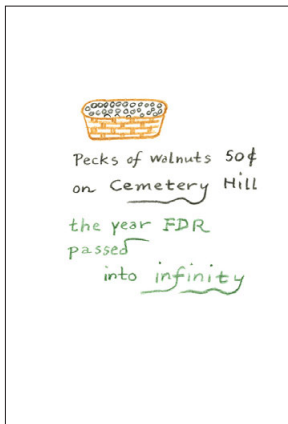 Pecks of walnuts 50¢
on Cemetery Hill
the year FDR
passed
into infinity